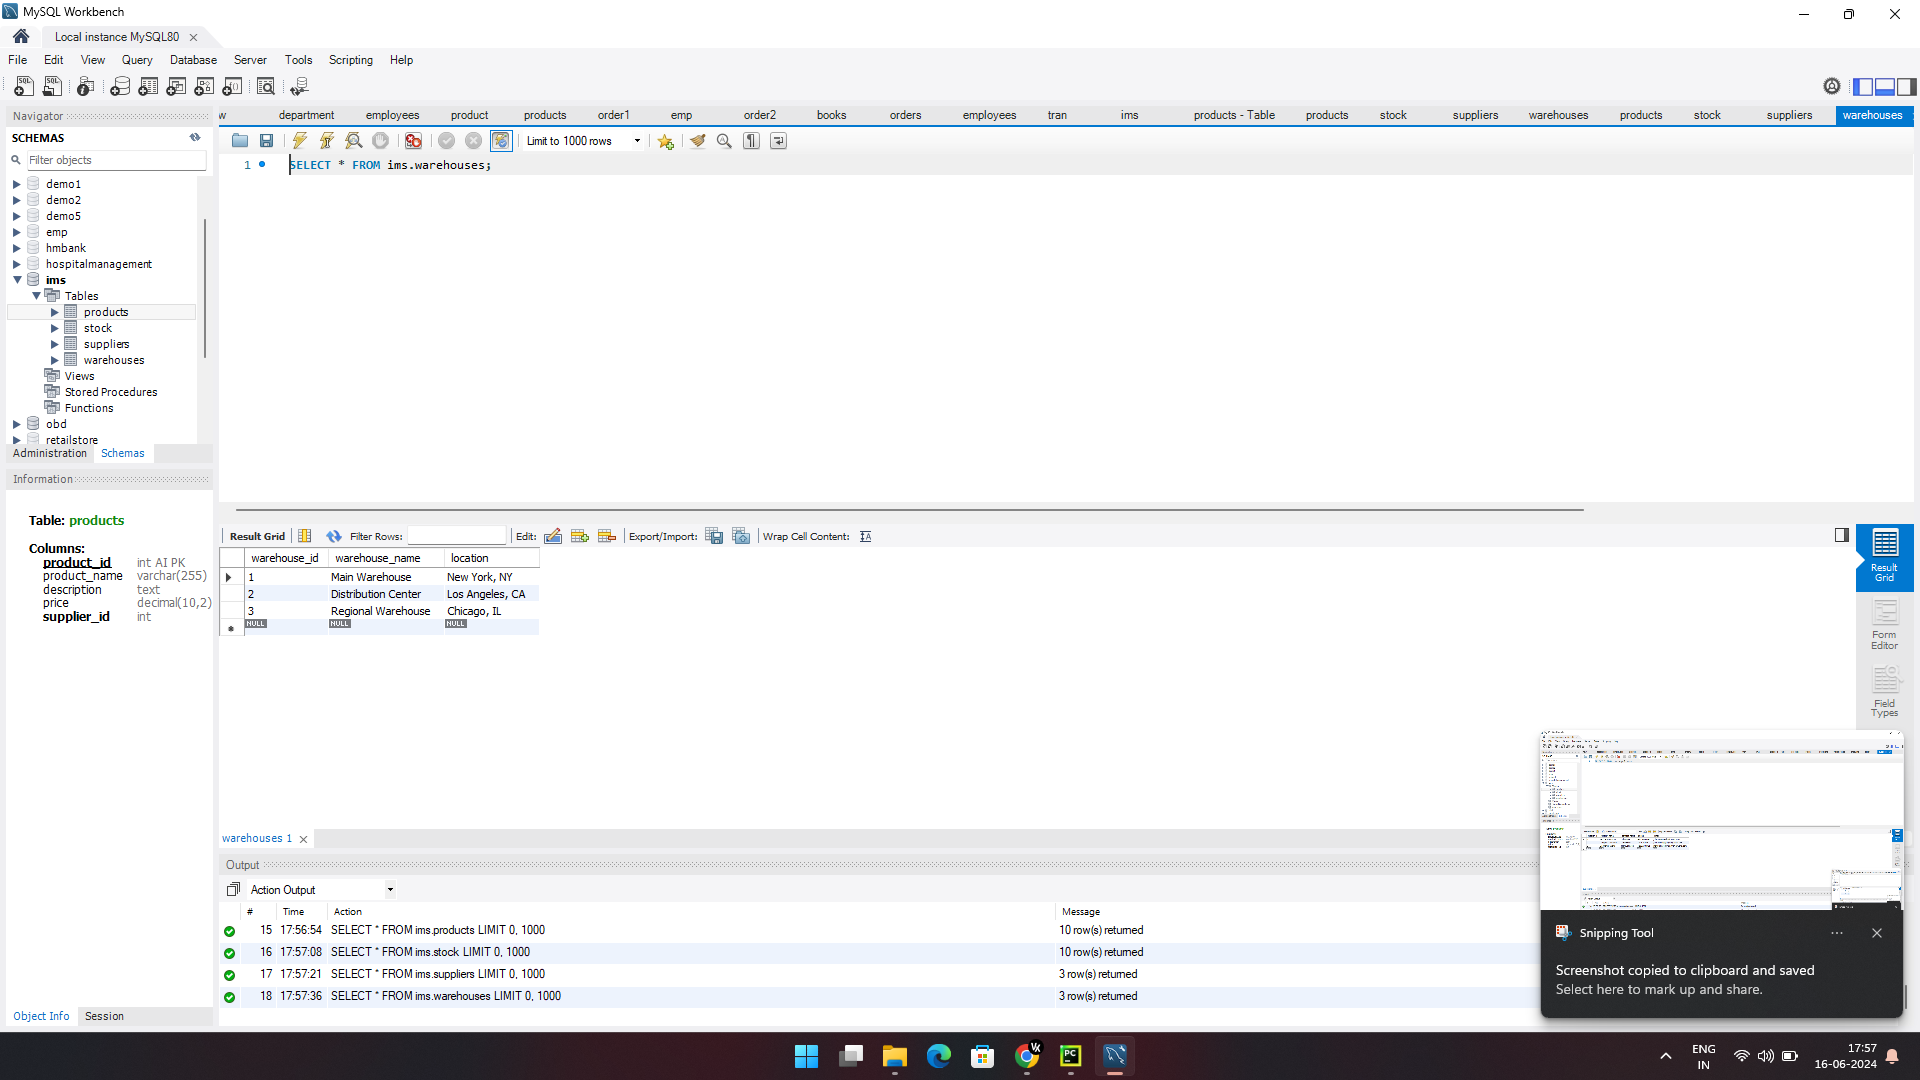 MySQL Workbench
Local instance MySQL80
File Edit View Query Database Server Tools Scripting Help
Navigator
SCHEMAS
Filter objects
demo1
demo2
demo5
emp
hmbank
hospitalmanagement
ims
Tables
products
stock
suppliers
warehouses
Views
Stored Procedures
Functions
obd
retailstore
Administration Schemas
Information
Table: products
Columns:
product_id int AI PK
product_name varchar(255)
description text
price decimal(10,2)
supplier_id int
Object Info Session
w department employees product products order1 emp order2 books orders employees tran ims products - Table products stock suppliers warehouses products stock suppliers warehouses
Limit to 1000 rows
1 SELECT * FROM ims.warehouses;
Result Grid Filter Rows: Edit: Export/Import: Wrap Cell Content:
warehouse_id warehouse_name location
1 Main Warehouse New York, NY
2 Distribution Center Los Angeles, CA
3 Regional Warehouse Chicago, IL
NULL NULL NULL
Result
Grid
Form
Editor
Field
Types
warehouses 1
Output
Action Output
# Time Action Message
15 17:56:54 SELECT * FROM ims.products LIMIT 0, 1000 10 row(s) returned
16 17:57:08 SELECT * FROM ims.stock LIMIT 0, 1000 10 row(s) returned
17 17:57:21 SELECT * FROM ims.suppliers LIMIT 0, 1000 3 row(s) returned
18 17:57:36 SELECT * FROM ims.warehouses LIMIT 0, 1000 3 row(s) returned
Snipping Tool
Screenshot copied to clipboard and saved
Select here to mark up and share.
ENG
IN
17:57
16-06-2024